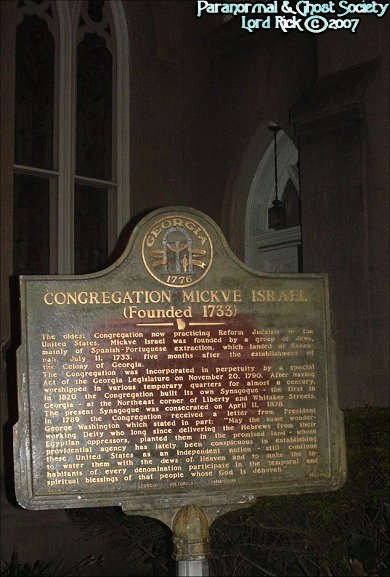 Paranormal & Ghost Society
Lord Rick©2007
GEORGIA
1776
CONGREGATION MICKVE ISRAEL
(Founded 1733)
The oldest Congregation now practicing Reform Judaism in the
United States, Mickve Israel was founded by a group of Jews,
mainly of Spanish-Portuguese extraction, which landed at Savan-
nah July 11, 1733, five months after the establishment of
the Colony of Georgia.
The Congregation was incorporated in perpetuity by a special
Act of the Georgia Legislature on November 20, 1790. After having
worshipped in various temporary quarters for almost a century,
in 1820 the Congregation built its own Synagogue - the first in
Georgia - at the Northeast corner of Liberty and Whitaker Streets.
The present Synagogue was consecrated on April 11, 1878.
In 1789 the Congregation received a letter from President
George Washington which stated in part: "May the same wonder-
working Deity who long since delivering the Hebrews from their
Egyptian oppressors, planted them in the promised land - whose
providential agency has lately been conspicuous in establishing
these United States as an Independent nation - still continue
to water them with the dews of Heaven and to make the in-
habitants of every denomination participate in the temporal and
spiritual blessings of that people whose God is Jehovah."
GEORGIA HISTORICAL COMMISSION